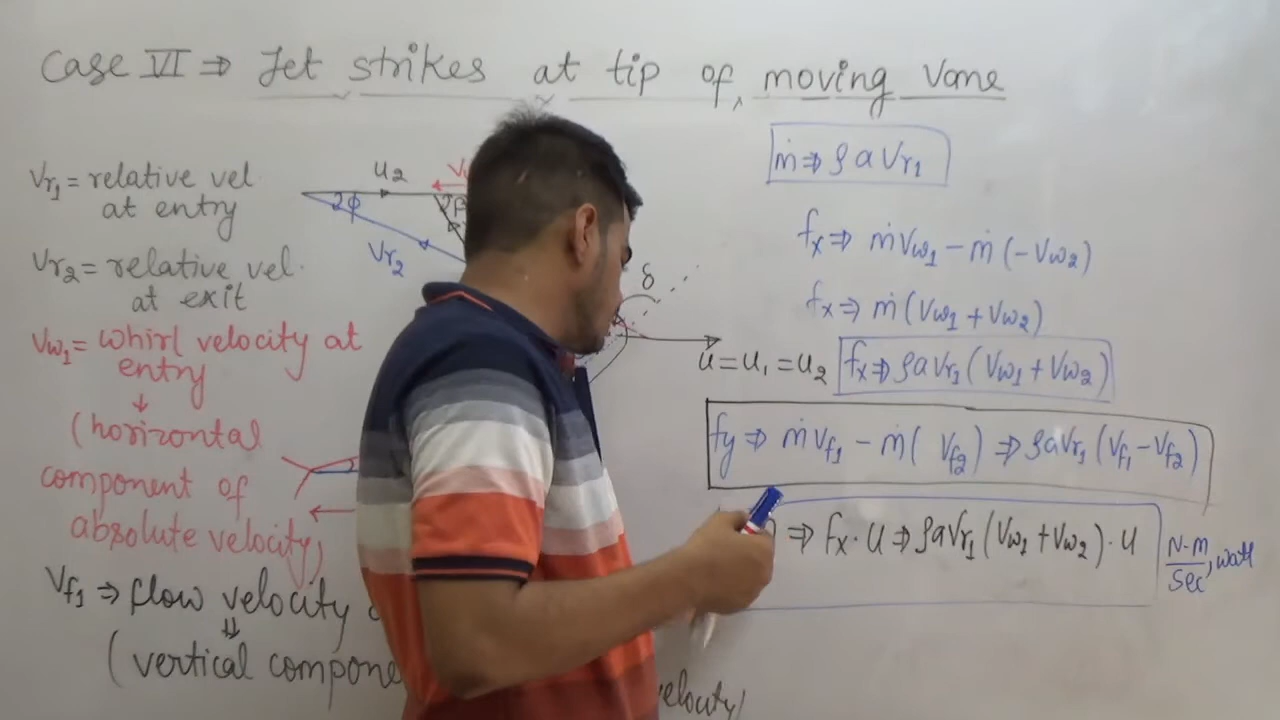 Case VI ⇒ Jet strikes at tip of moving Vane
Vr₁ = relative vel.
at entry
Vr₂ = relative vel.
at exit
Vw₁ = whirl velocity at
entry
↓
(horizontal
component of
absolute velocity)
Vf₁ ⇒ flow velocity
⇓
(vertical compone
elocity)
u₂
2φ
2β
Vr₂
δ
u = u₁ = u₂
ṁ ⇒ ρaVr₁
fx ⇒ ṁVw₁ - ṁ(-Vw₂)
fx ⇒ ṁ(Vw₁ + Vw₂)
fx ⇒ ρaVr₁(Vw₁ + Vw₂)
fy ⇒ ṁVf₁ - ṁ( Vf₂) ⇒ ρaVr₁(Vf₁ - Vf₂)
⇒ fx · u ⇒ ρaVr₁(Vw₁ + Vw₂) · u N-m/Sec, watt